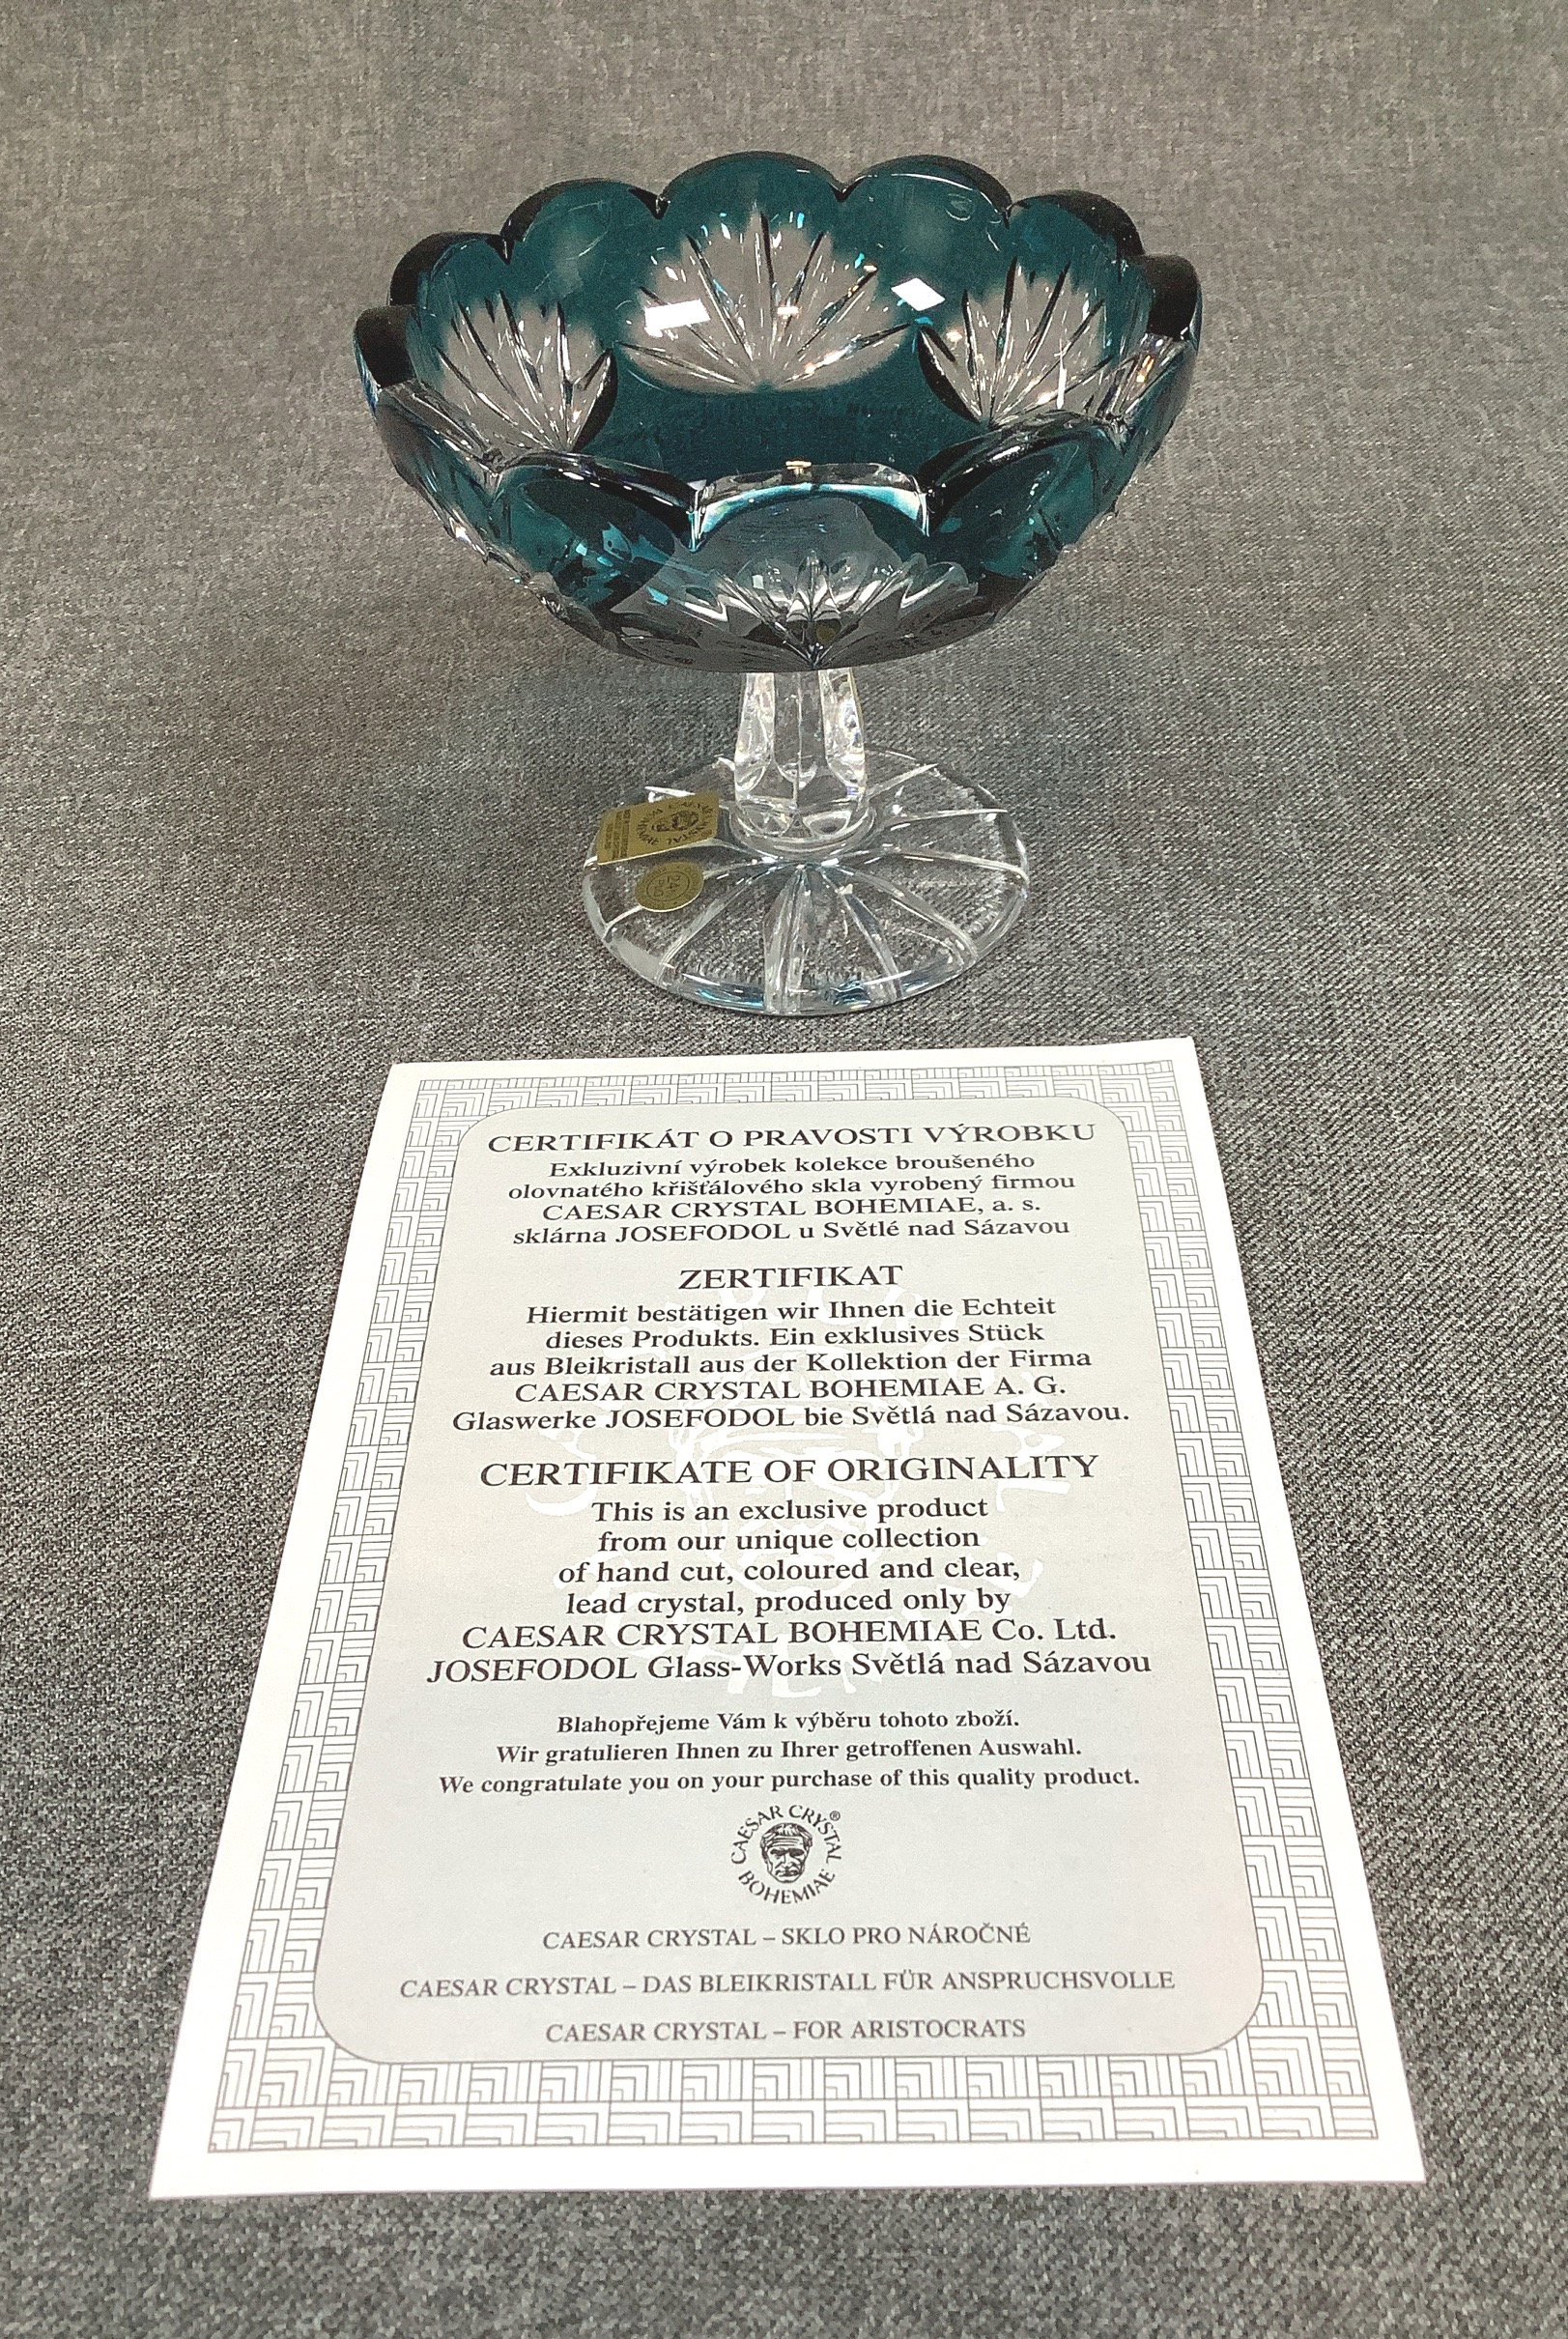 CAESAR CRYSTAL
BOHEMIAE
24%
PbO
CERTIFIKÁT O PRAVOSTI VÝROBKU
Exkluzivní výrobek kolekce broušeného
olovnatého křišťálového skla vyrobený firmou
CAESAR CRYSTAL BOHEMIAE, a. s.
sklárna JOSEFODOL u Světlé nad Sázavou
ZERTIFIKAT
Hiermit bestätigen wir Ihnen die Echteit
dieses Produkts. Ein exklusives Stück
aus Bleikristall aus der Kollektion der Firma
CAESAR CRYSTAL BOHEMIAE A. G.
Glaswerke JOSEFODOL bie Světlá nad Sázavou.
CERTIFIKATE OF ORIGINALITY
This is an exclusive product
from our unique collection
of hand cut, coloured and clear,
lead crystal, produced only by
CAESAR CRYSTAL BOHEMIAE Co. Ltd.
JOSEFODOL Glass-Works Světlá nad Sázavou
Blahopřejeme Vám k výběru tohoto zboží.
Wir gratulieren Ihnen zu Ihrer getroffenen Auswahl.
We congratulate you on your purchase of this quality product.
CAESAR CRYSTAL®
BOHEMIAE
CAESAR CRYSTAL – SKLO PRO NÁROČNÉ
CAESAR CRYSTAL – DAS BLEIKRISTALL FÜR ANSPRUCHSVOLLE
CAESAR CRYSTAL – FOR ARISTOCRATS